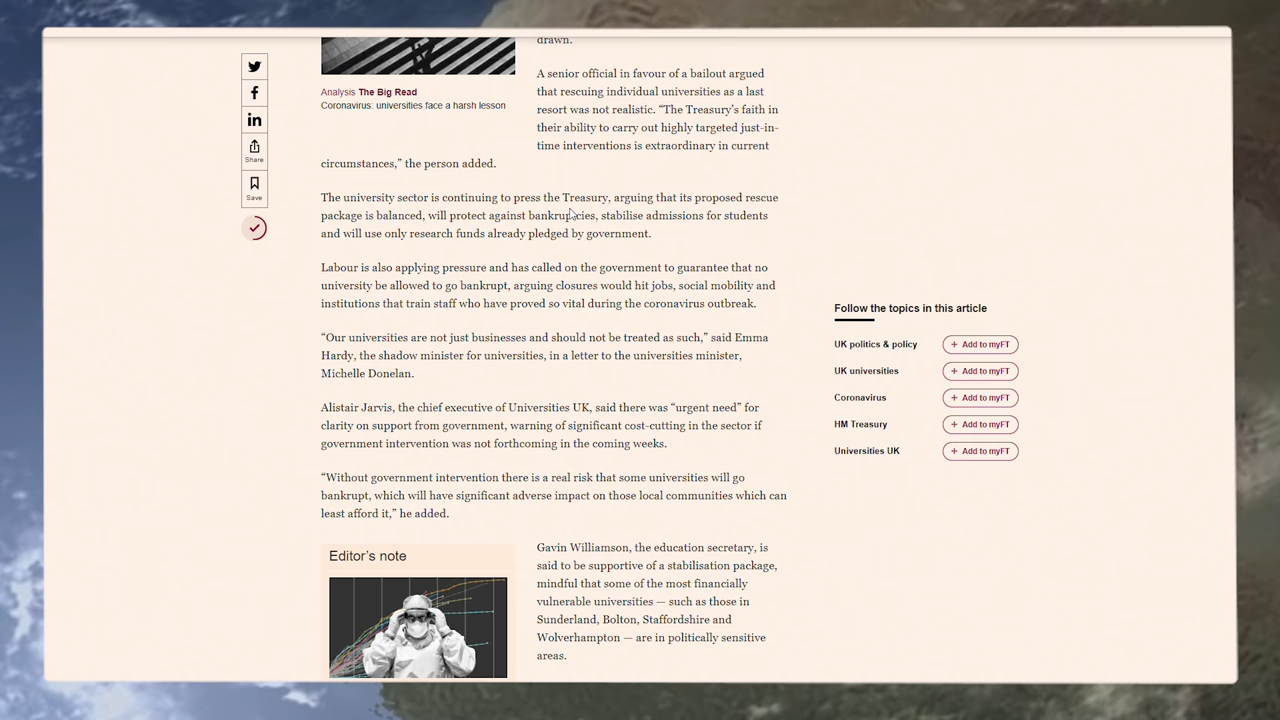 drawn.
A senior official in favour of a bailout argued
that rescuing individual universities as a last
resort was not realistic. “The Treasury’s faith in
their ability to carry out highly targeted just-in-
time interventions is extraordinary in current
circumstances,” the person added.
Analysis The Big Read
Coronavirus: universities face a harsh lesson
Share
Save
The university sector is continuing to press the Treasury, arguing that its proposed rescue
package is balanced, will protect against bankruptcies, stabilise admissions for students
and will use only research funds already pledged by government.
Labour is also applying pressure and has called on the government to guarantee that no
university be allowed to go bankrupt, arguing closures would hit jobs, social mobility and
institutions that train staff who have proved so vital during the coronavirus outbreak.
“Our universities are not just businesses and should not be treated as such,” said Emma
Hardy, the shadow minister for universities, in a letter to the universities minister,
Michelle Donelan.
Alistair Jarvis, the chief executive of Universities UK, said there was “urgent need” for
clarity on support from government, warning of significant cost-cutting in the sector if
government intervention was not forthcoming in the coming weeks.
“Without government intervention there is a real risk that some universities will go
bankrupt, which will have significant adverse impact on those local communities which can
least afford it,” he added.
Editor’s note
Gavin Williamson, the education secretary, is
said to be supportive of a stabilisation package,
mindful that some of the most financially
vulnerable universities — such as those in
Sunderland, Bolton, Staffordshire and
Wolverhampton — are in politically sensitive
areas.
Follow the topics in this article
UK politics & policy + Add to myFT
UK universities + Add to myFT
Coronavirus + Add to myFT
HM Treasury + Add to myFT
Universities UK + Add to myFT